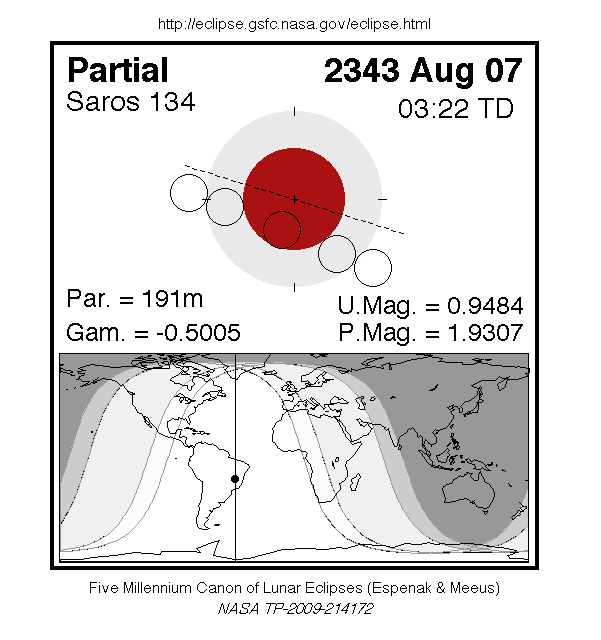 http://eclipse.gsfc.nasa.gov/eclipse.html
Partial
2343 Aug 07
Saros 134
03:22 TD
Par. = 191m
U.Mag. = 0.9484
Gam. = -0.5005
P.Mag. = 1.9307
Five Millennium Canon of Lunar Eclipses (Espenak & Meeus)
NASA TP-2009-214172